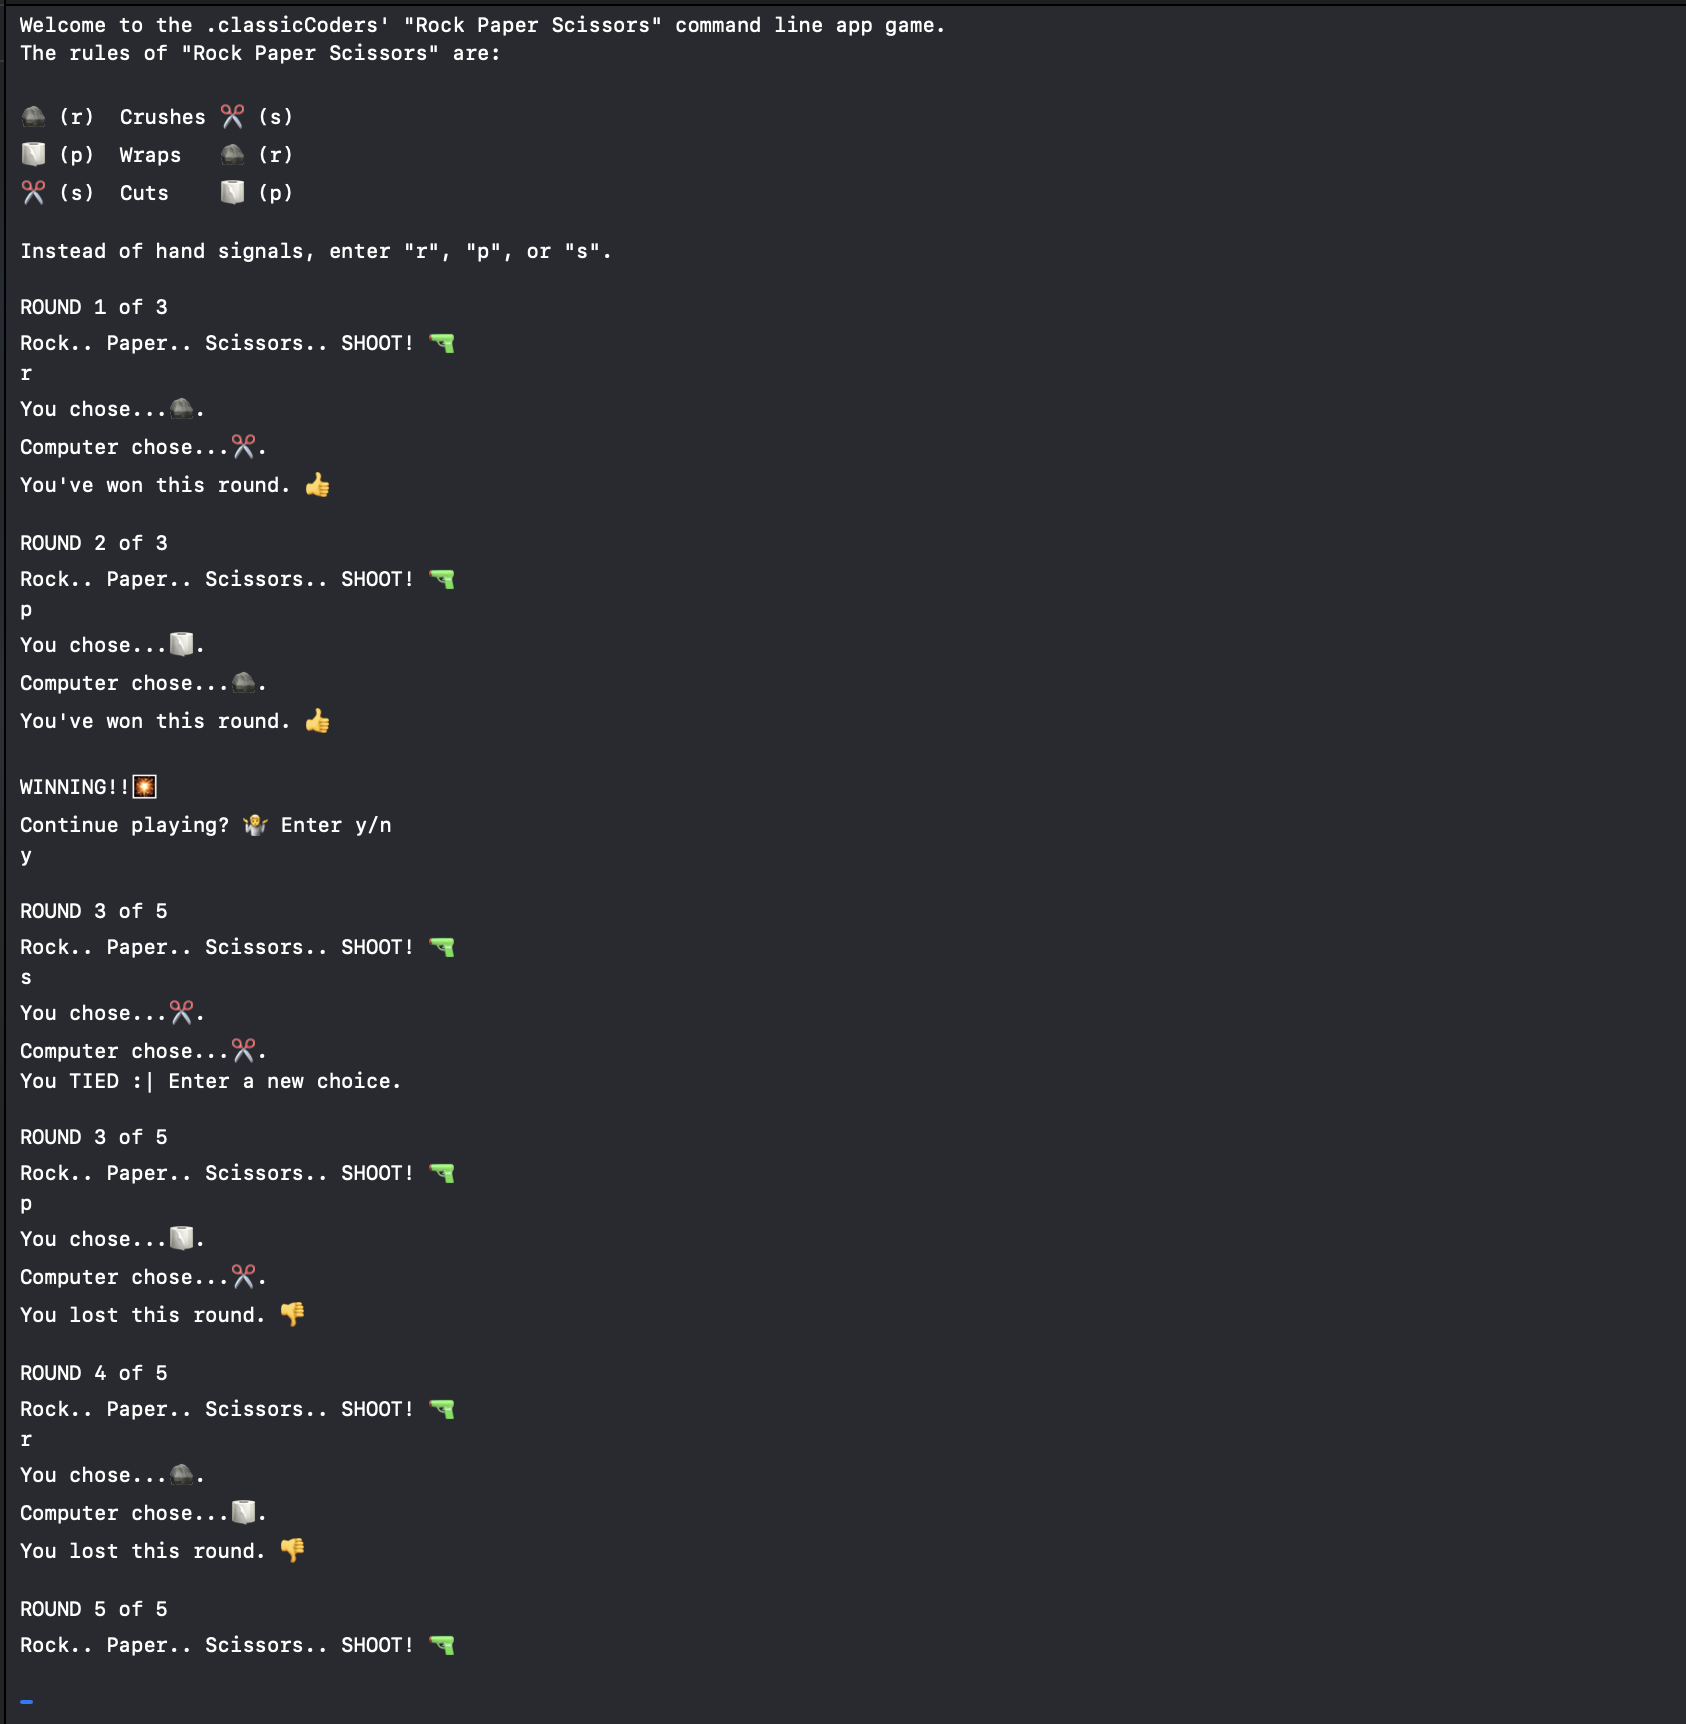 Welcome to the .classicCoders' "Rock Paper Scissors" command line app game.
The rules of "Rock Paper Scissors" are:
🪨 (r)  Crushes ✂️ (s)
🧻 (p)  Wraps   🪨 (r)
✂️ (s)  Cuts    🧻 (p)
Instead of hand signals, enter "r", "p", or "s".
ROUND 1 of 3
Rock.. Paper.. Scissors.. SHOOT! 🔫
r
You chose...🪨.
Computer chose...✂️.
You've won this round. 👍
ROUND 2 of 3
Rock.. Paper.. Scissors.. SHOOT! 🔫
p
You chose...🧻.
Computer chose...🪨.
You've won this round. 👍
WINNING!!🎇
Continue playing? 🤷 Enter y/n
y
ROUND 3 of 5
Rock.. Paper.. Scissors.. SHOOT! 🔫
s
You chose...✂️.
Computer chose...✂️.
You TIED :| Enter a new choice.
ROUND 3 of 5
Rock.. Paper.. Scissors.. SHOOT! 🔫
p
You chose...🧻.
Computer chose...✂️.
You lost this round. 👎
ROUND 4 of 5
Rock.. Paper.. Scissors.. SHOOT! 🔫
r
You chose...🪨.
Computer chose...🧻.
You lost this round. 👎
ROUND 5 of 5
Rock.. Paper.. Scissors.. SHOOT! 🔫